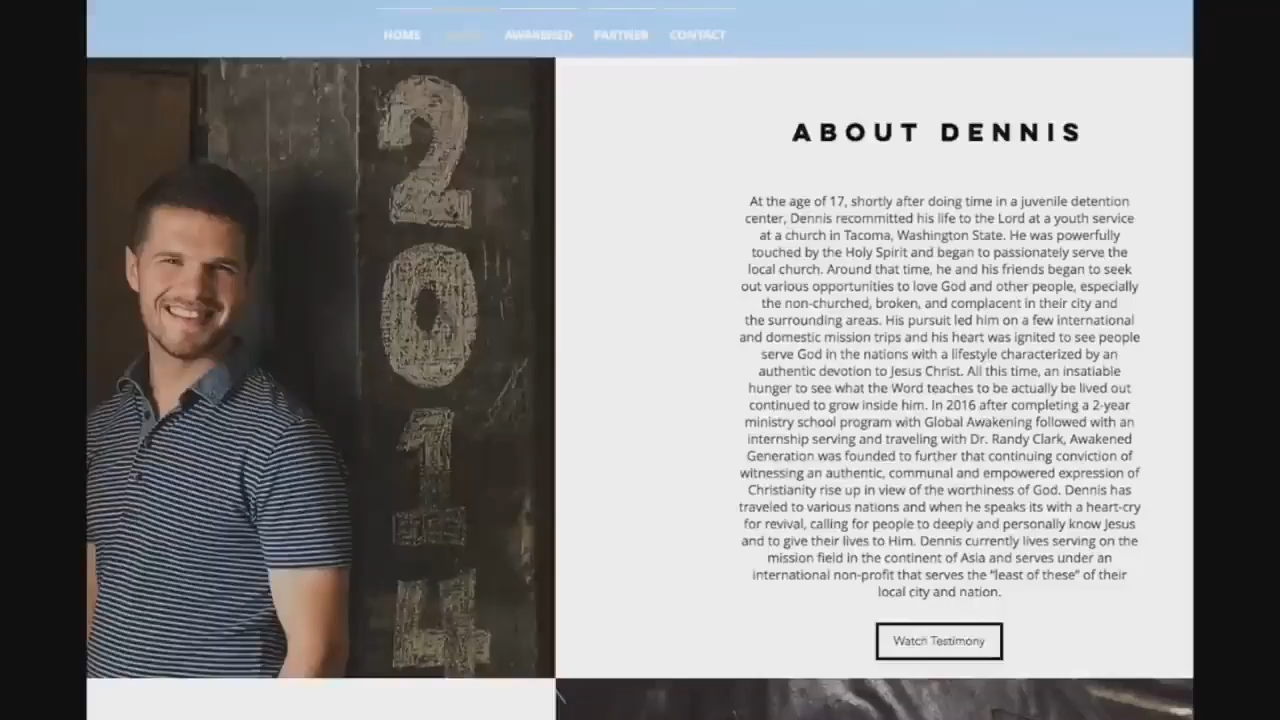 HOME
AWAKENED
PARTNER
CONTACT
2
0
1
4
ABOUT DENNIS
At the age of 17, shortly after doing time in a juvenile detention
center, Dennis recommitted his life to the Lord at a youth service
at a church in Tacoma, Washington State. He was powerfully
touched by the Holy Spirit and began to passionately serve the
local church. Around that time, he and his friends began to seek
out various opportunities to love God and other people, especially
the non-churched, broken, and complacent in their city and
the surrounding areas. His pursuit led him on a few international
and domestic mission trips and his heart was ignited to see people
serve God in the nations with a lifestyle characterized by an
authentic devotion to Jesus Christ. All this time, an insatiable
hunger to see what the Word teaches to be actually be lived out
continued to grow inside him. In 2016 after completing a 2-year
ministry school program with Global Awakening followed with an
internship serving and traveling with Dr. Randy Clark, Awakened
Generation was founded to further that continuing conviction of
witnessing an authentic, communal and empowered expression of
Christianity rise up in view of the worthiness of God. Dennis has
traveled to various nations and when he speaks its with a heart-cry
for revival, calling for people to deeply and personally know Jesus
and to give their lives to Him. Dennis currently lives serving on the
mission field in the continent of Asia and serves under an
international non-profit that serves the "least of these" of their
local city and nation.
Watch Testimony